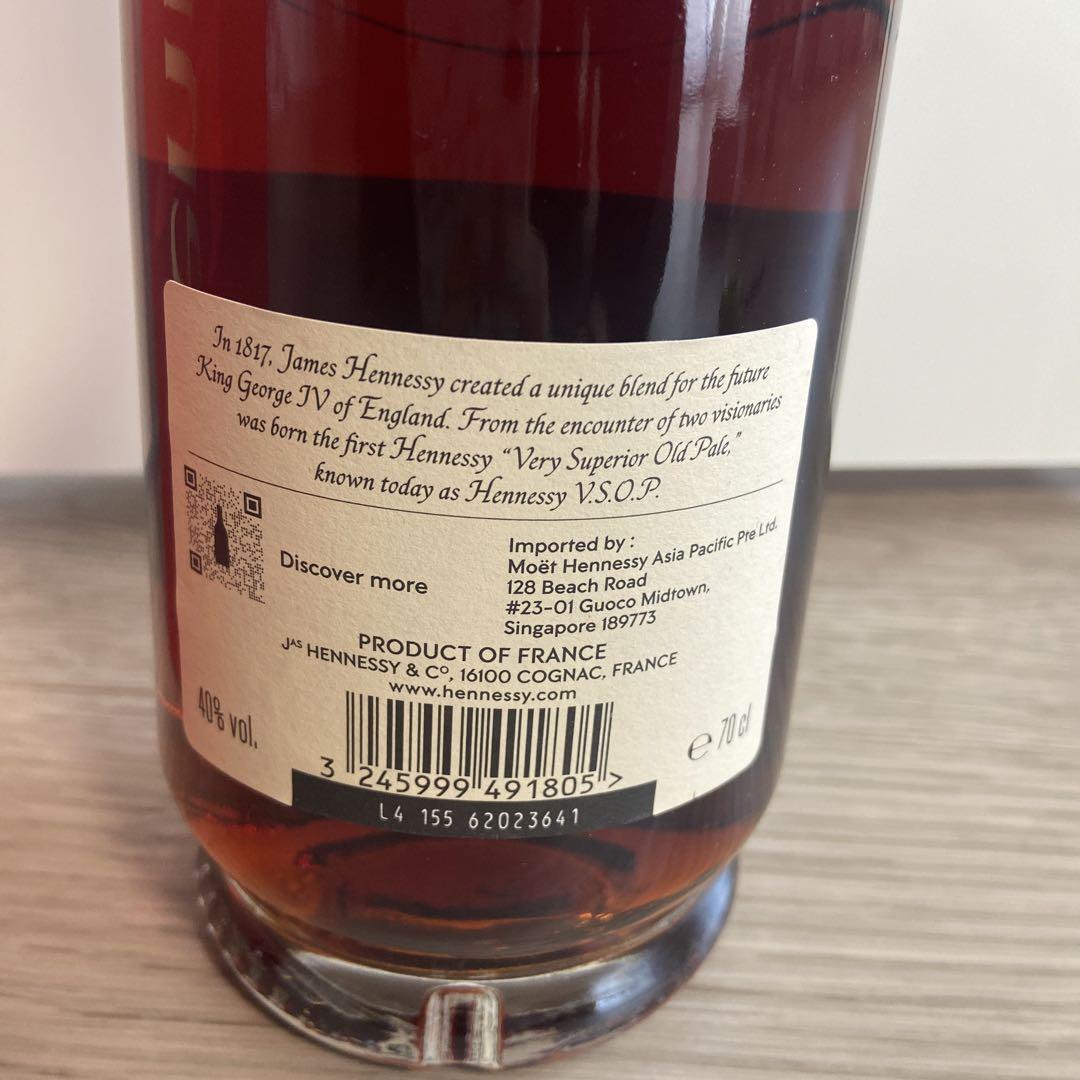 In 1817, James Hennessy created a unique blend for the future
King George IV of England. From the encounter of two visionaries
was born the first Hennessy “Very Superior Old Pale,”
known today as Hennessy V.S.O.P.
Discover more
Imported by :
Moët Hennessy Asia Pacific Pte Ltd.
128 Beach Road
#23-01 Guoco Midtown,
Singapore 189773
PRODUCT OF FRANCE
JAS HENNESSY & CO, 16100 COGNAC, FRANCE
www.hennessy.com
40% vol.
℮ 70 cl
3 245999 491805 >
L4 155 62023641